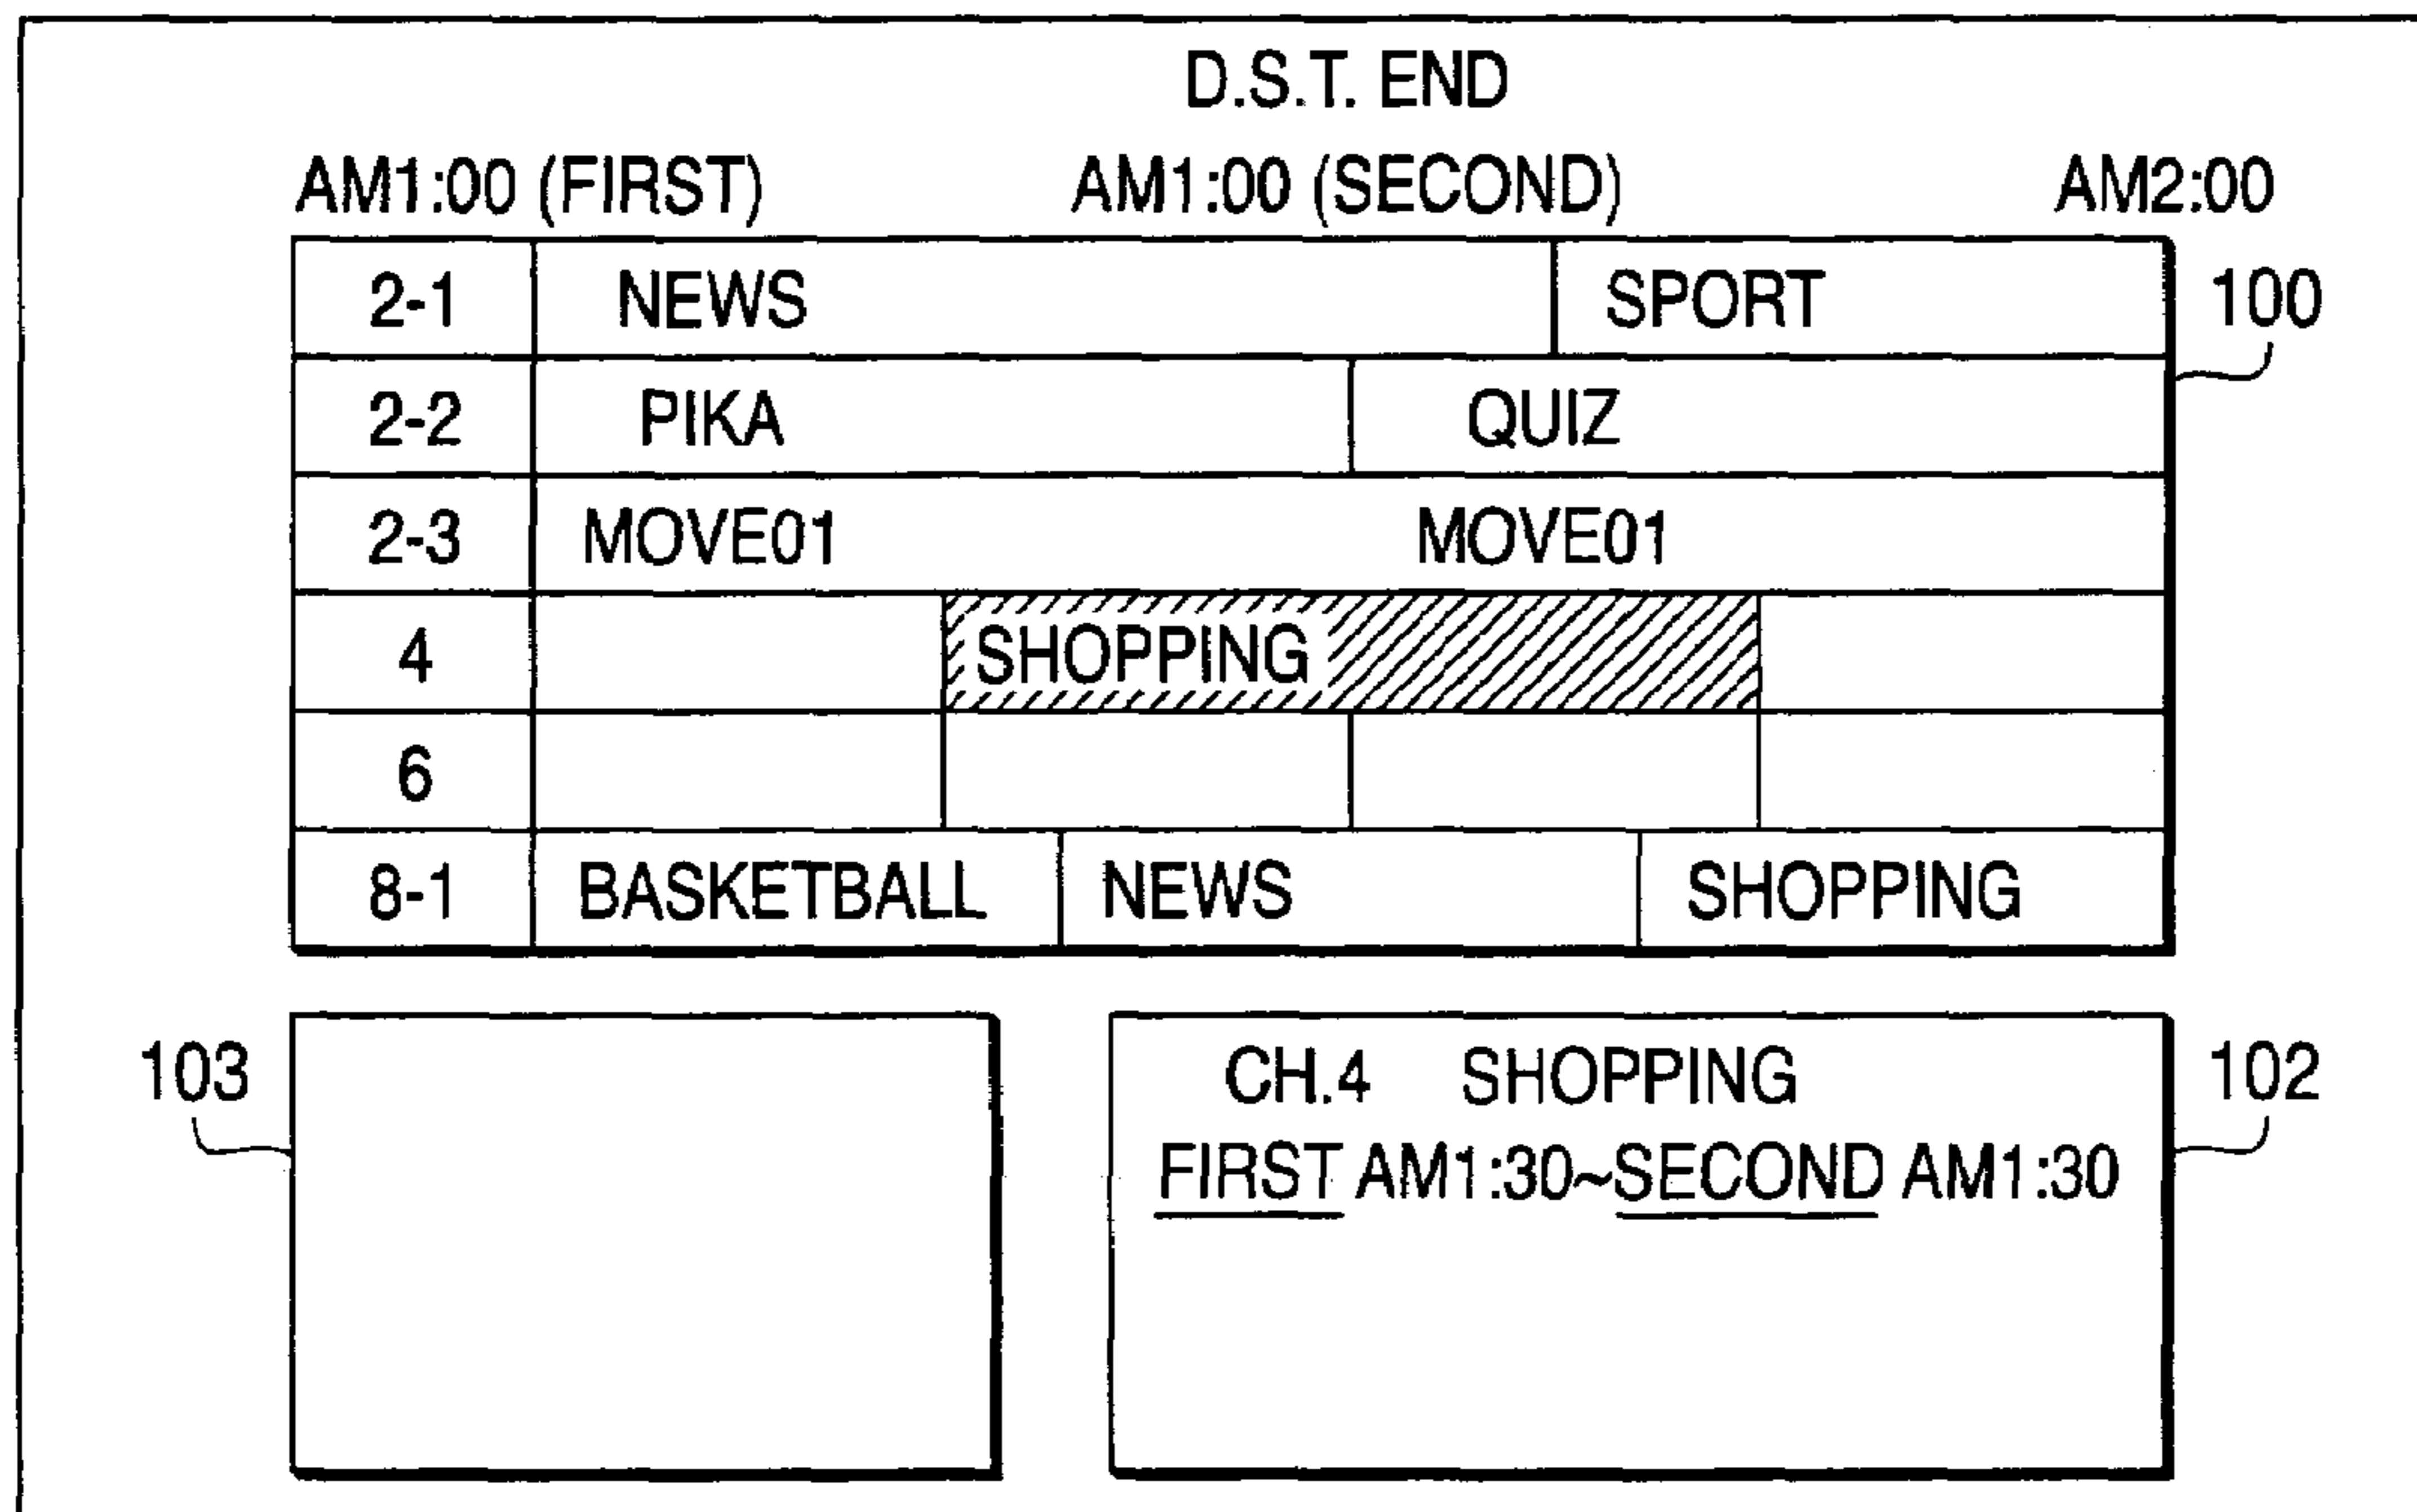 D.S.T. END
AM1:00 (FIRST) AM1:00 (SECOND) AM2:00
2-1 NEWS SPORT 100
2-2 PIKA QUIZ
2-3 MOVE01 MOVE01
4 SHOPPING
6
8-1 BASKETBALL NEWS SHOPPING
103 CH.4 SHOPPING 102
FIRST AM1:30~SECOND AM1:30